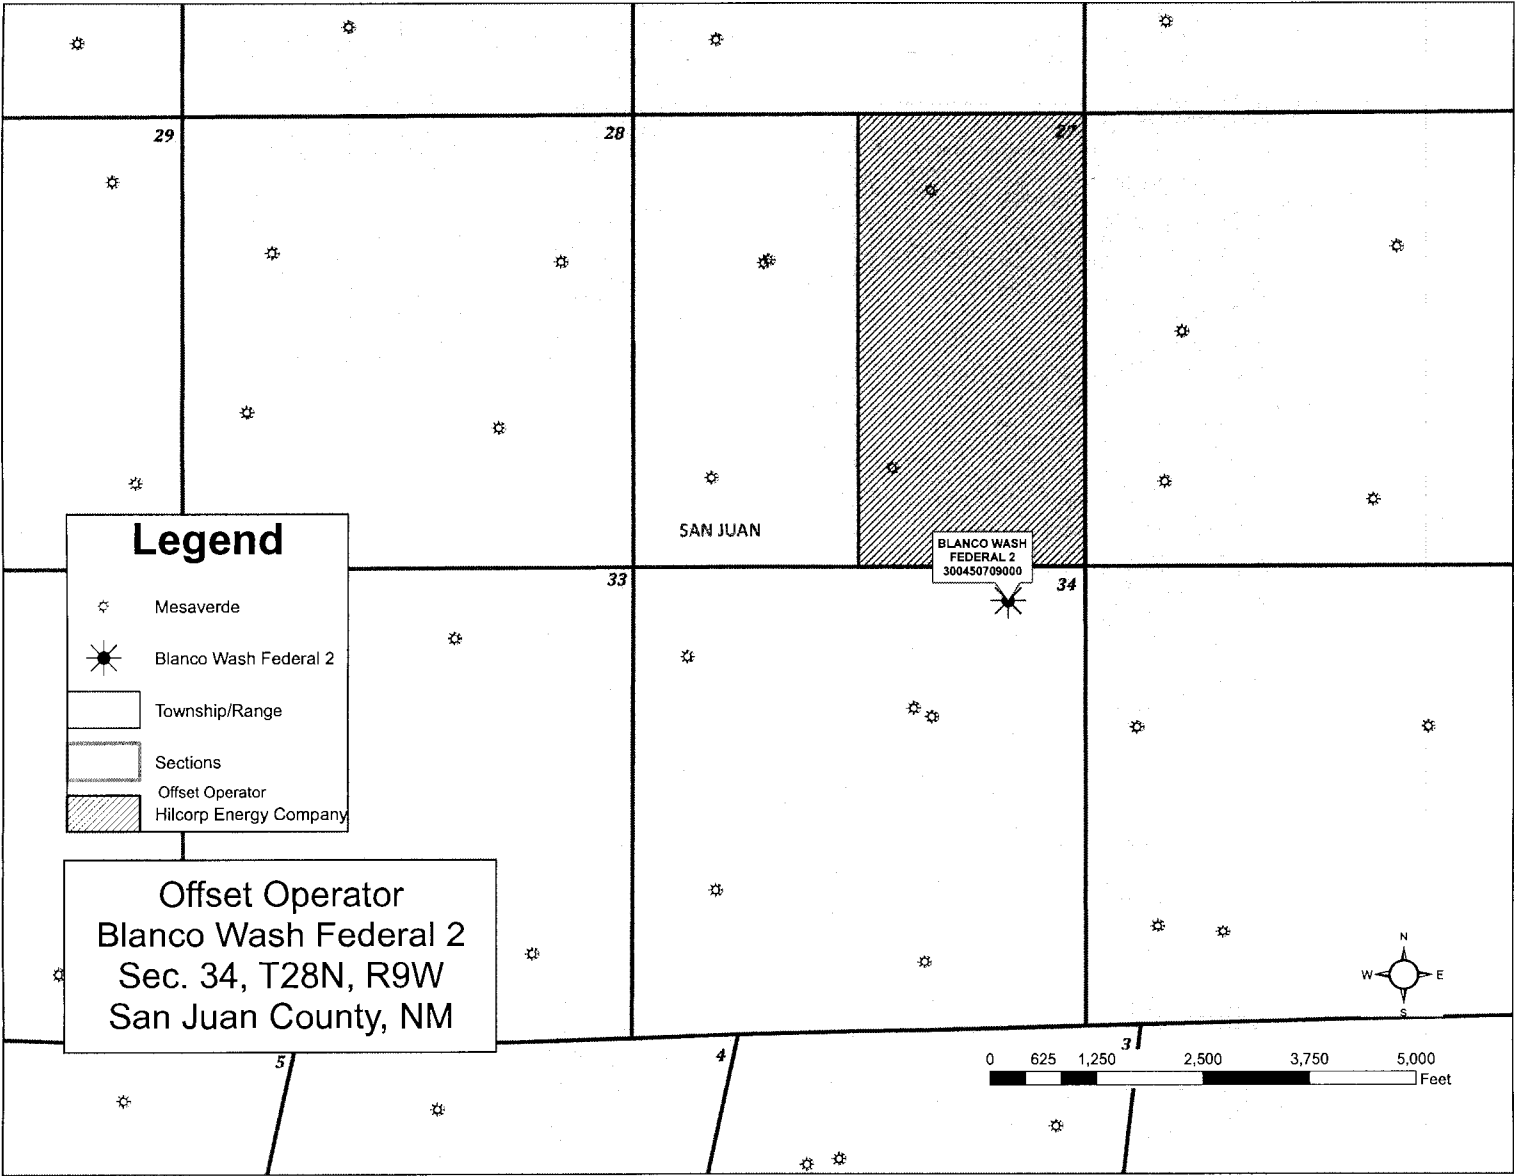 29
28
27
SAN JUAN
BLANCO WASH
FEDERAL 2
300450709000
33
34
Legend
Mesaverde
Blanco Wash Federal 2
Township/Range
Sections
Offset Operator
Hilcorp Energy Company
Offset Operator
Blanco Wash Federal 2
Sec. 34, T28N, R9W
San Juan County, NM
N
W E
S
5
4
3
0 625 1,250 2,500 3,750 5,000
Feet